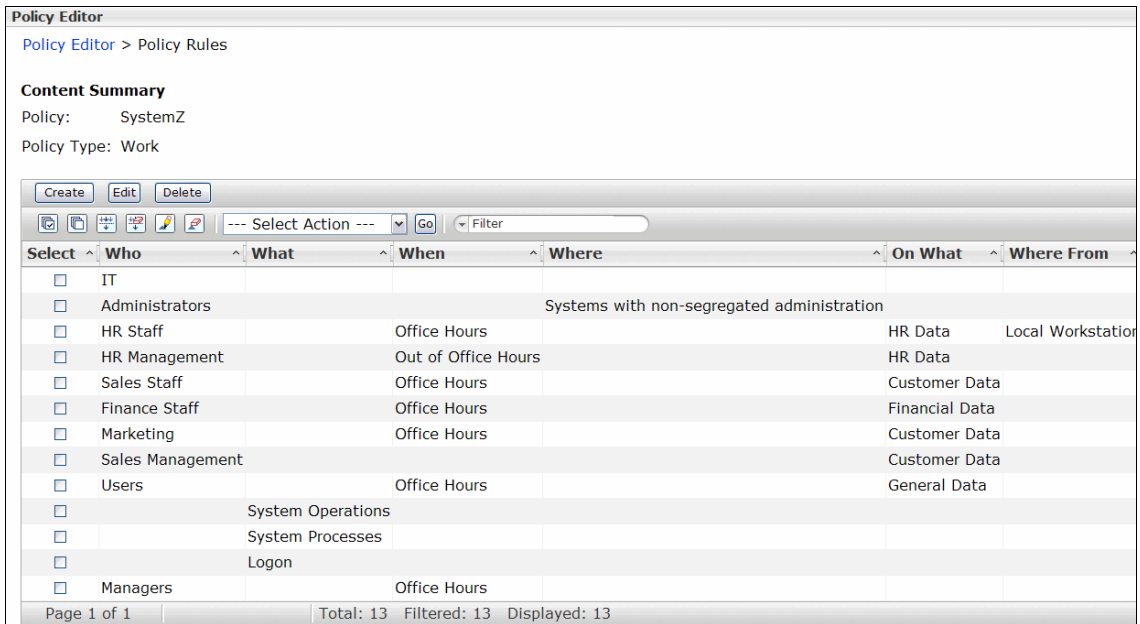 Policy Editor
Policy Editor > Policy Rules
Content Summary
Policy: SystemZ
Policy Type: Work
Create Edit Delete
--- Select Action --- Go Filter
Select Who What When Where On What Where From
IT
Administrators Systems with non-segregated administration
HR Staff Office Hours HR Data Local Workstation
HR Management Out of Office Hours HR Data
Sales Staff Office Hours Customer Data
Finance Staff Office Hours Financial Data
Marketing Office Hours Customer Data
Sales Management Customer Data
Users Office Hours General Data
System Operations
System Processes
Logon
Managers Office Hours
Page 1 of 1 Total: 13 Filtered: 13 Displayed: 13